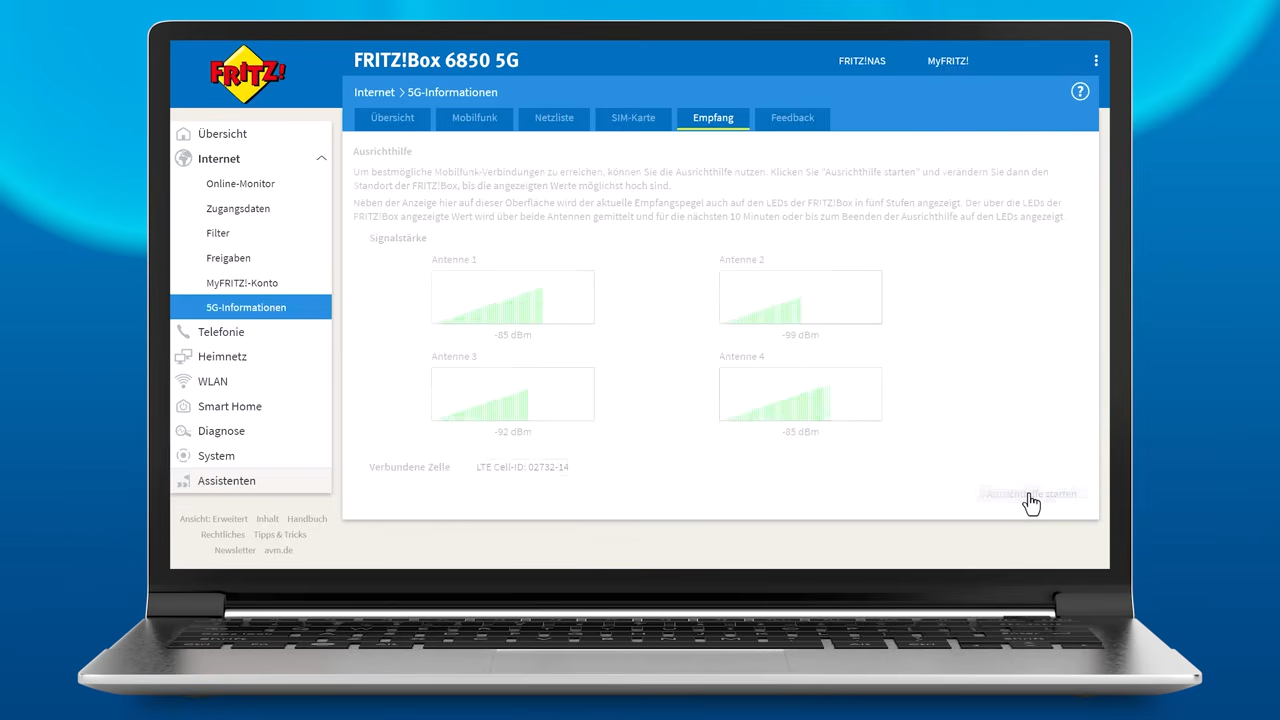 FRITZ!
FRITZ!Box 6850 5G
FRITZ!NAS
MyFRITZ!
Internet > 5G-Informationen
Übersicht
Mobilfunk
Netzliste
SIM-Karte
Empfang
Feedback
Übersicht
Internet
Online-Monitor
Zugangsdaten
Filter
Freigaben
MyFRITZ!-Konto
5G-Informationen
Telefonie
Heimnetz
WLAN
Smart Home
Diagnose
System
Assistenten
Ansicht: Erweitert Inhalt Handbuch
Rechtliches Tipps & Tricks
Newsletter avm.de
Ausrichthilfe
Um bestmögliche Mobilfunk-Verbindungen zu erreichen, können Sie die Ausrichthilfe nutzen. Klicken Sie "Ausrichthilfe starten" und verändern Sie dann den
Standort der FRITZ!Box, bis die angezeigten Werte möglichst hoch sind.
Neben der Anzeige hier auf dieser Oberfläche wird der aktuelle Empfangspegel auch auf den LEDs der FRITZ!Box in fünf Stufen angezeigt. Der über die LEDs der
FRITZ!Box angezeigte Wert wird über beide Antennen gemittelt und für die nächsten 10 Minuten oder bis zum Beenden der Ausrichthilfe auf den LEDs angezeigt.
Signalstärke
Antenne 1
-85 dBm
Antenne 2
-99 dBm
Antenne 3
-92 dBm
Antenne 4
-85 dBm
Verbundene Zelle LTE Cell-ID: 02732-14
Ausrichthilfe starten